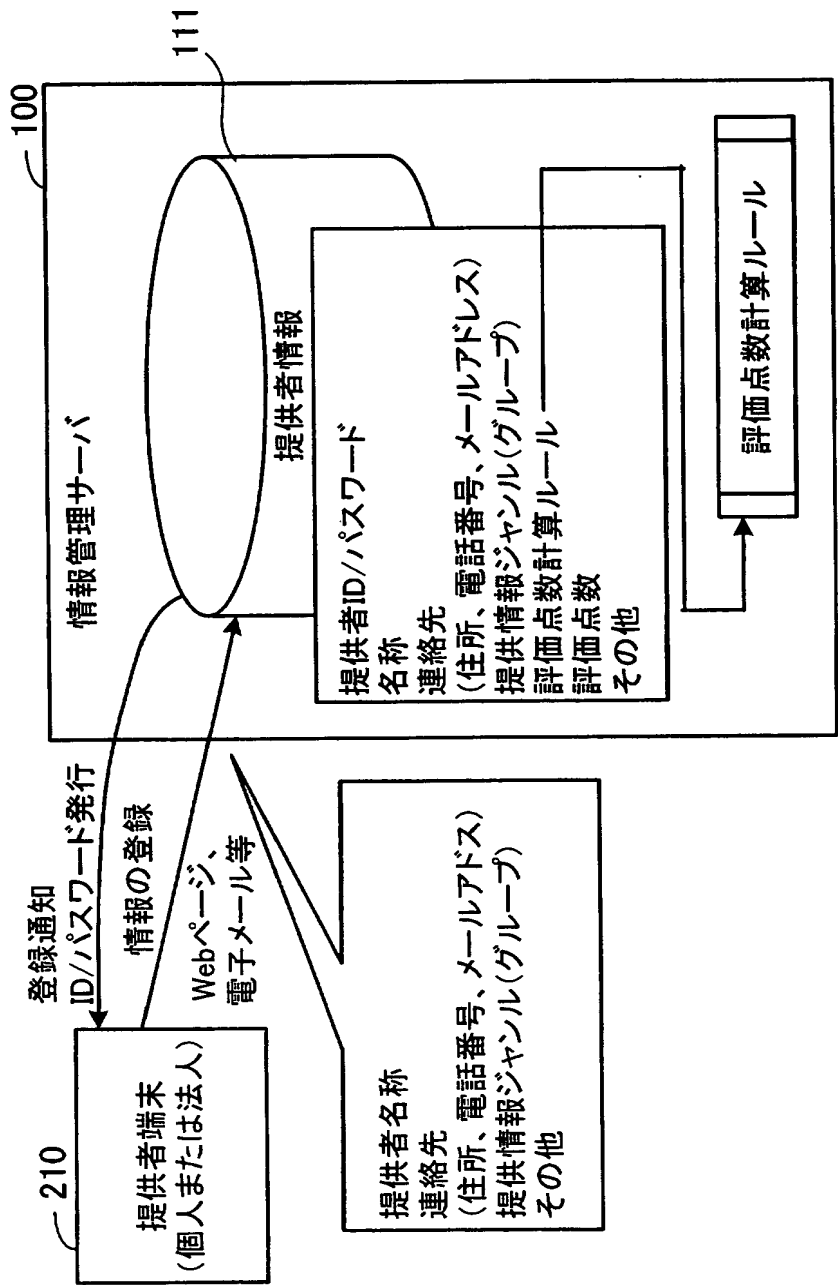 100
111
情報管理サーバ
提供者情報
提供者ID/パスワード
名称
連絡先
(住所、電話番号、メールアドレス)
提供情報ジャンル(グループ)
評価点数計算ルール
評価点数
その他
評価点数計算ルール
登録通知
ID/パスワード発行
情報の登録
Webページ、
電子メール等
210
提供者端末
(個人または法人)
提供者名称
連絡先
(住所、電話番号、メールアドス)
提供情報ジャンル(グループ)
その他